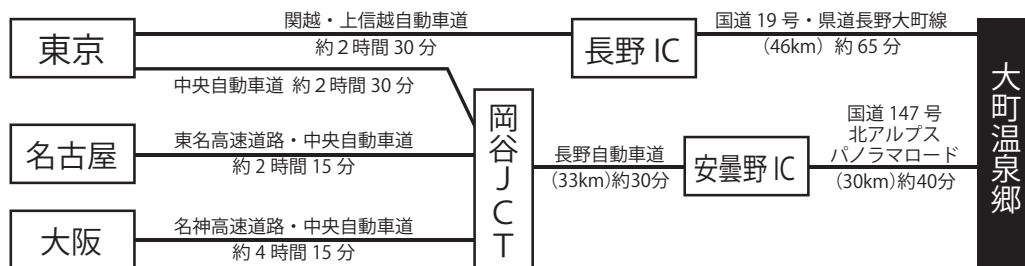 東京
関越・上信越自動車道
約2時間30分
長野IC
国道19号・県道長野大町線
(46km)約65分
中央自動車道 約2時間30分
名古屋
東名高速道路・中央自動車道
約2時間15分
大阪
名神高速道路・中央自動車道
約4時間15分
岡谷JCT
長野自動車道
(33km)約30分
安曇野IC
国道147号
北アルプス
パノラマロード
(30km)約40分
大町温泉郷